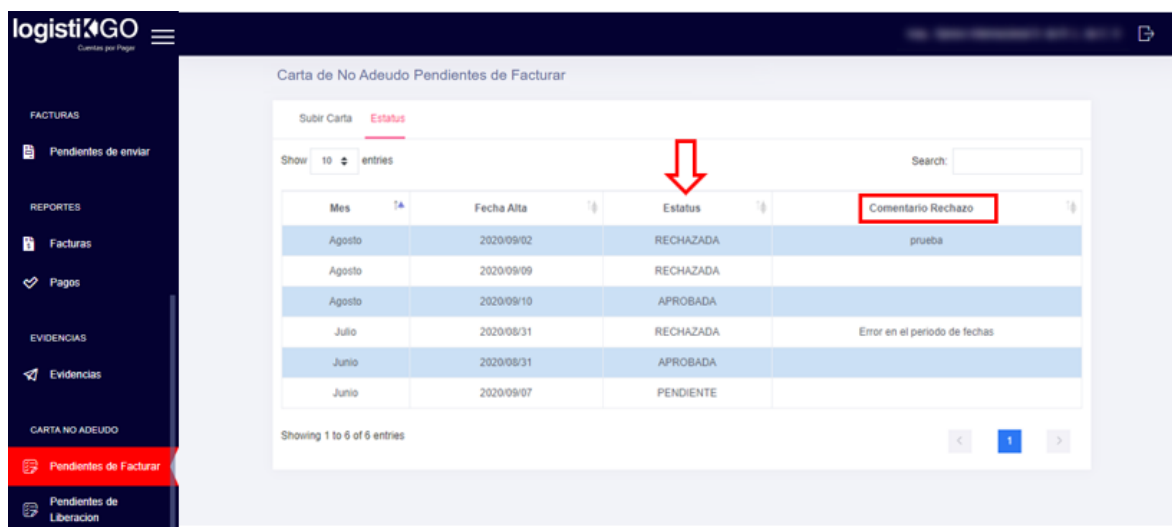 logistikGO
Cuentas por Pagar
FACTURAS
Pendientes de enviar
REPORTES
Facturas
Pagos
EVIDENCIAS
Evidencias
CARTA NO ADEUDO
Pendientes de Facturar
Pendientes de
Liberacion
Carta de No Adeudo Pendientes de Facturar
Subir Carta Estatus
Show 10 entries Search:
Mes Fecha Alta Estatus Comentario Rechazo
Agosto 2020/09/02 RECHAZADA prueba
Agosto 2020/09/09 RECHAZADA
Agosto 2020/09/10 APROBADA
Julio 2020/08/31 RECHAZADA Error en el periodo de fechas
Junio 2020/08/31 APROBADA
Junio 2020/09/07 PENDIENTE
Showing 1 to 6 of 6 entries < 1 >